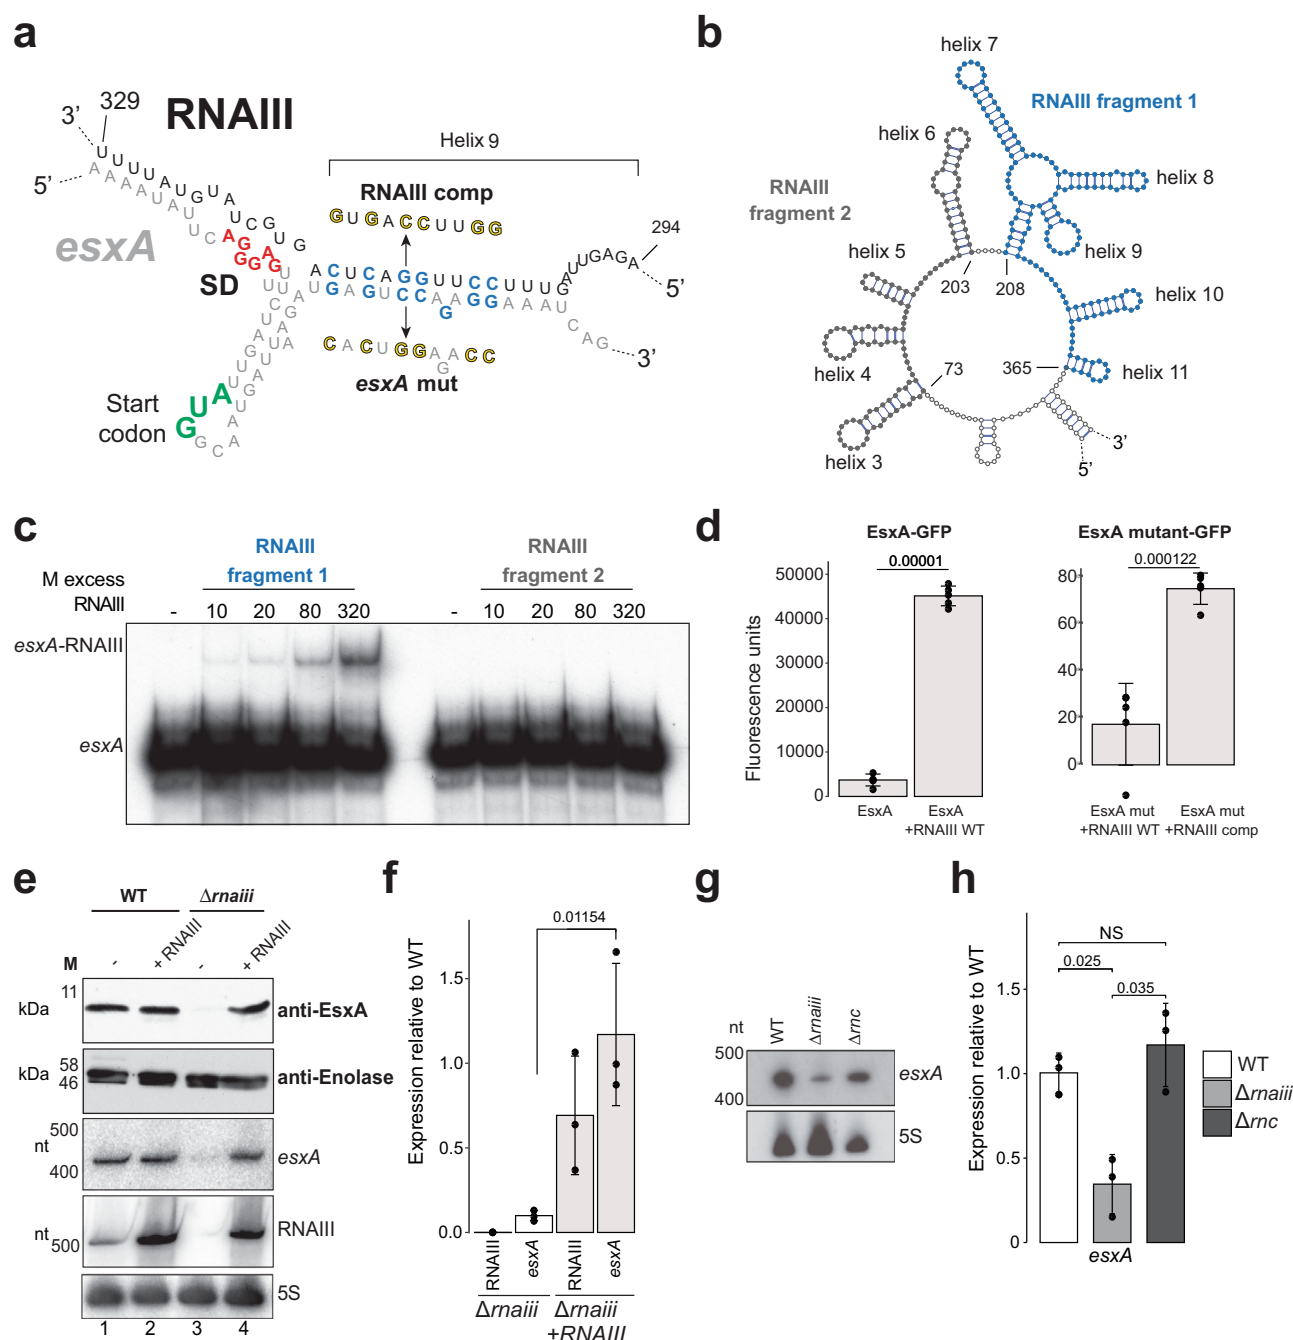 a
3’
329
RNAIII
5’
esxA
SD
Start
codon
Helix 9
RNAIII comp
GUGACCUUGG
ACUCAGGUUCCUUUG
GAGUCC
CACUGGAGACC
esxA mut
AUUGAGA
294
5’
UCAG
3’
AUG
b
helix 7
RNAIII fragment 1
helix 6
helix 8
RNAIII
fragment 2
helix 9
helix 5
203
208
helix 10
helix 4
73
365
helix 11
helix 3
3’
5’
c
RNAIII
fragment 1
RNAIII
fragment 2
M excess
RNAIII
- 10 20 80 320
- 10 20 80 320
esxA-RNAIII
esxA
d
EsxA-GFP
EsxA mutant-GFP
0.00001
0.000122
Fluorescence units
50000
40000
30000
20000
10000
0
80
60
40
20
0
EsxA
EsxA
+RNAIII WT
EsxA mut
+RNAIII WT
EsxA mut
+RNAIII comp
e
WT
Δrnaiii
M
-
+ RNAIII
-
+ RNAIII
kDa
11
anti-EsxA
kDa
58
46
anti-Enolase
nt
500
400
esxA
nt
500
RNAIII
5S
1 2 3 4
f
Expression relative to WT
0.01154
1.5
1.0
0.5
0.0
RNAIII
esxA
RNAIII
esxA
Δrnaiii
Δrnaiii
+RNAIII
g
nt
WT
Δrnaiii
Δrnc
500
400
esxA
5S
h
Expression relative to WT
NS
0.025
0.035
1.5
1.0
0.5
0
esxA
WT
Δrnaiii
Δrnc